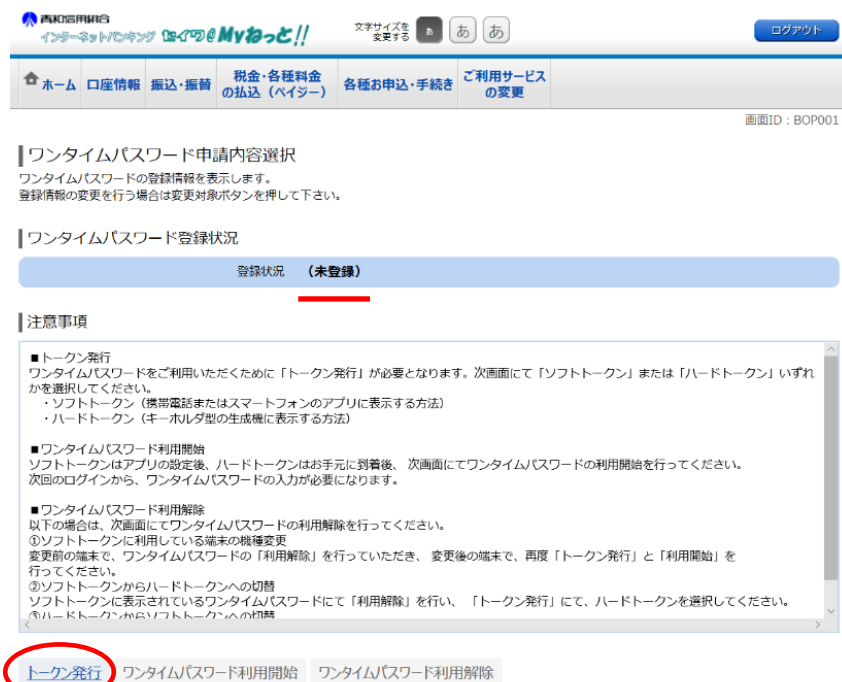 青和信用組合
インターネットバンキング せいわ@Myねっと!!
文字サイズを
変更する あ あ あ
ログアウト
ホーム 口座情報 振込・振替 税金・各種料金の払込(ペイジー) 各種お申込・手続き ご利用サービスの変更
画面ID:BOP001
ワンタイムパスワード申請内容選択
ワンタイムパスワードの登録情報を表示します。
登録情報の変更を行う場合は変更対象ボタンを押して下さい。
ワンタイムパスワード登録状況
登録状況 (未登録)
注意事項
■トークン発行
ワンタイムパスワードをご利用いただくために「トークン発行」が必要となります。次画面にて「ソフトトークン」または「ハードトークン」いずれ
かを選択してください。
・ソフトトークン(携帯電話またはスマートフォンのアプリに表示する方法)
・ハードトークン(キーホルダ型の生成機に表示する方法)
■ワンタイムパスワード利用開始
ソフトトークンはアプリの設定後、ハードトークンはお手元に到着後、 次画面にてワンタイムパスワードの利用開始を行ってください。
次回のログインから、ワンタイムパスワードの入力が必要になります。
■ワンタイムパスワード利用解除
以下の場合は、次画面にてワンタイムパスワードの利用解除を行ってください。
①ソフトトークンに利用している端末の機種変更
変更前の端末で、ワンタイムパスワードの「利用解除」を行っていただき、 変更後の端末で、再度「トークン発行」と「利用開始」を
行ってください。
②ソフトトークンからハードトークンへの切替
ソフトトークンに表示されているワンタイムパスワードにて「利用解除」を行い、 「トークン発行」にて、ハードトークンを選択してください。
③ハードトークンからソフトトークンへの切替
トークン発行 ワンタイムパスワード利用開始 ワンタイムパスワード利用解除